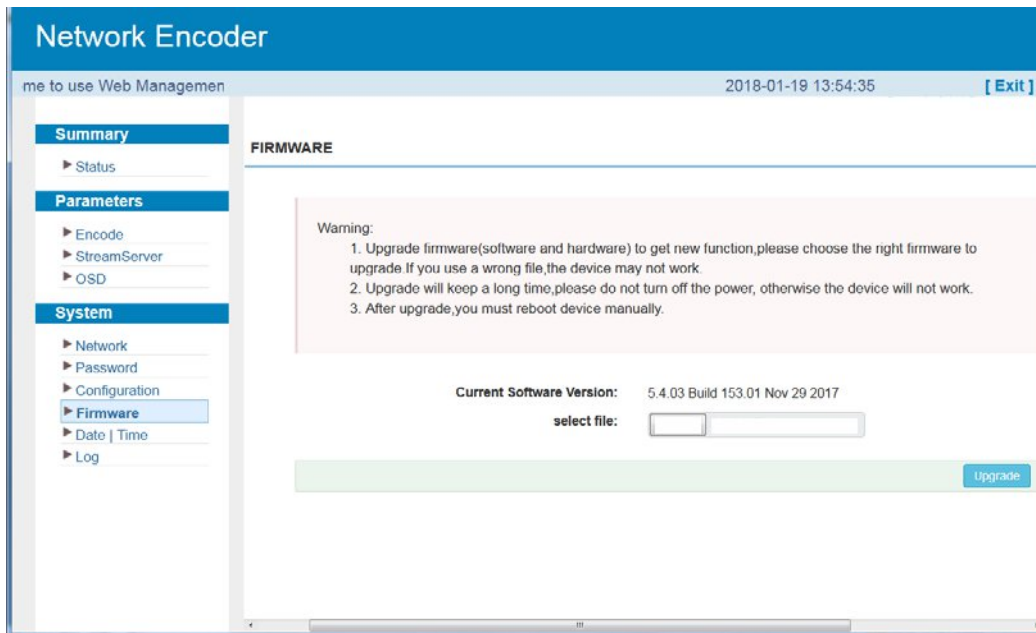 Network Encoder
me to use Web Managemen
2018-01-19 13:54:35
[ Exit ]
Summary
Status
Parameters
Encode
StreamServer
OSD
System
Network
Password
Configuration
Firmware
Date | Time
Log
FIRMWARE
Warning:
1. Upgrade firmware(software and hardware) to get new function,please choose the right firmware to
upgrade.If you use a wrong file,the device may not work.
2. Upgrade will keep a long time,please do not turn off the power, otherwise the device will not work.
3. After upgrade,you must reboot device manually.
Current Software Version: 5.4.03 Build 153.01 Nov 29 2017
select file:
Upgrade